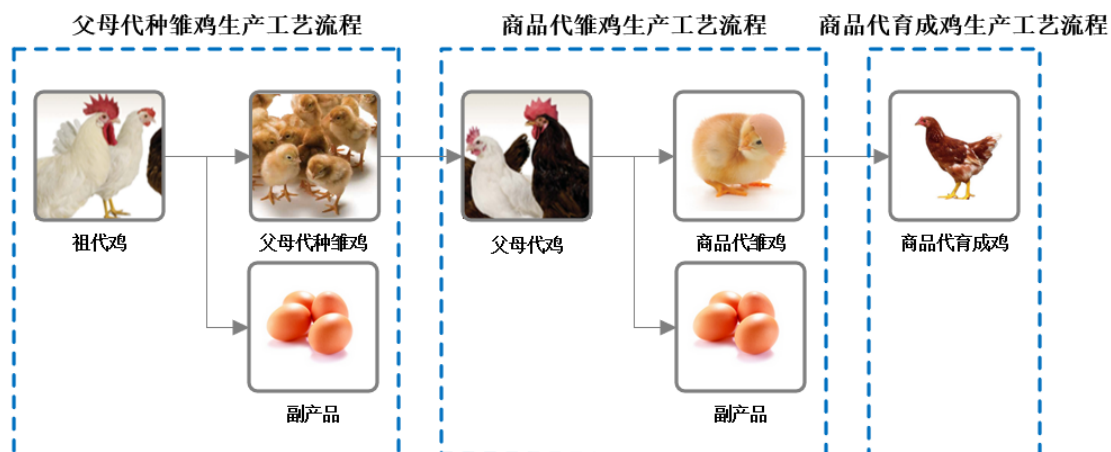 父母代种雏鸡生产工艺流程
商品代雏鸡生产工艺流程
商品代育成鸡生产工艺流程
祖代鸡
父母代种雏鸡
父母代鸡
商品代雏鸡
商品代育成鸡
副产品
副产品